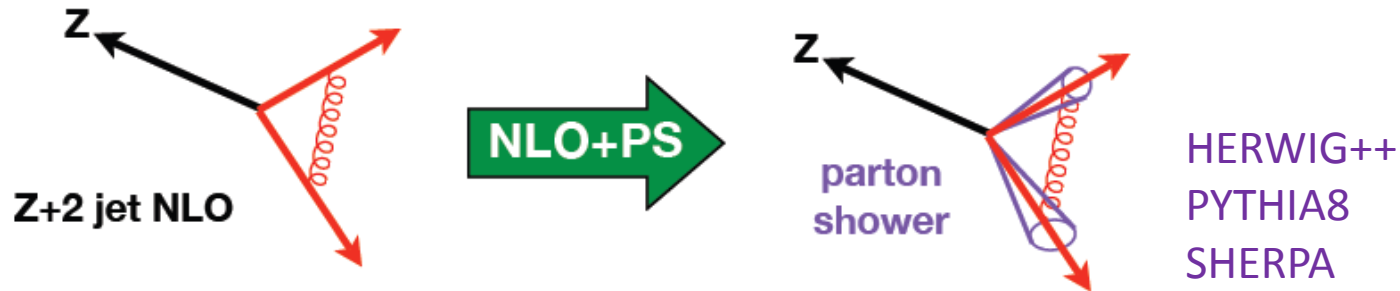 Z
Z+2 jet NLO
NLO+PS
Z
parton
shower
HERWIG++
PYTHIA8
SHERPA